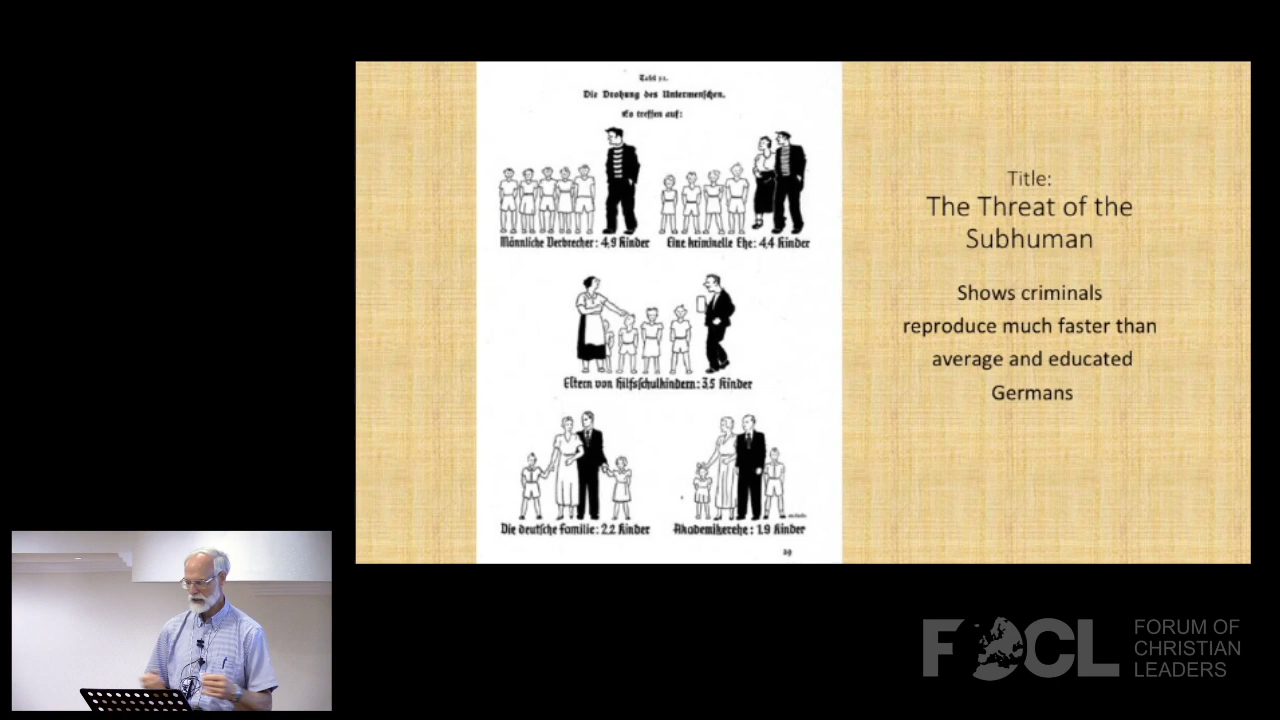 Tafel 32.
Die Drohung des Untermenschen.
Es treffen auf:
Männliche Verbrecher: 4,9 Kinder
Eine kriminelle Ehe: 4,4 Kinder
Eltern von Hilfsschulkindern: 3,5 Kinder
Die deutsche Familie: 2,2 Kinder
Akademikerehe: 1,9 Kinder
Title:
The Threat of the
Subhuman
Shows criminals
reproduce much faster than
average and educated
Germans
FOCL
FORUM OF
CHRISTIAN
LEADERS